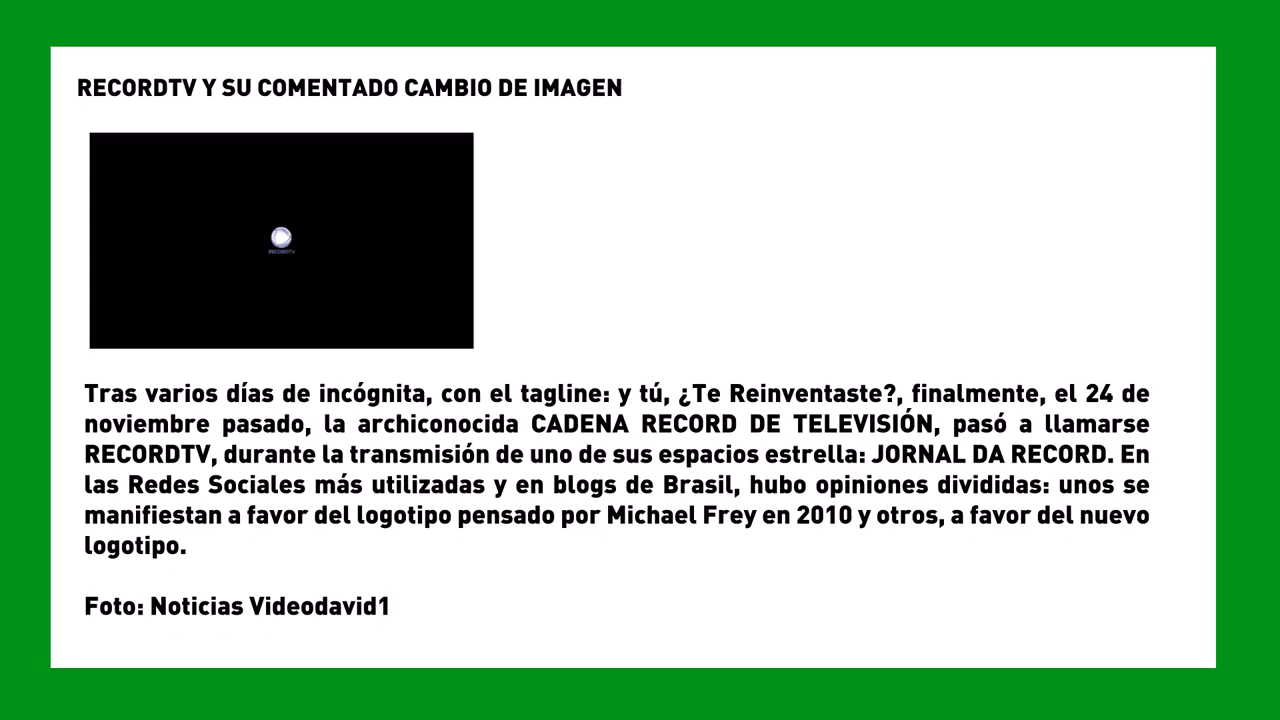 RECORDTV Y SU COMENTADO CAMBIO DE IMAGEN
RECORDTV
Tras varios días de incógnita, con el tagline: y tú, ¿Te Reinventaste?, finalmente, el 24 de
noviembre pasado, la archiconocida CADENA RECORD DE TELEVISIÓN, pasó a llamarse
RECORDTV, durante la transmisión de uno de sus espacios estrella: JORNAL DA RECORD. En
las Redes Sociales más utilizadas y en blogs de Brasil, hubo opiniones divididas: unos se
manifiestan a favor del logotipo pensado por Michael Frey en 2010 y otros, a favor del nuevo
logotipo.
Foto: Noticias Videodavid1